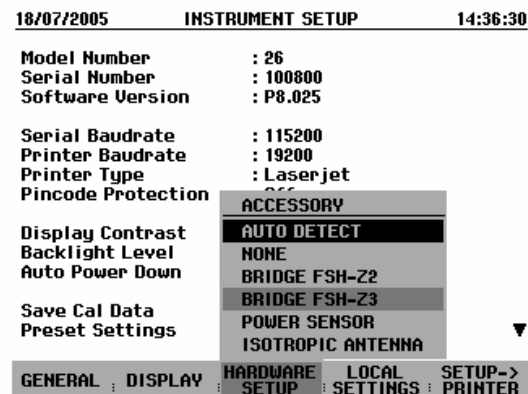 18/07/2005 INSTRUMENT SETUP 14:36:30
Model Number : 26
Serial Number : 100800
Software Version : P8.025
Serial Baudrate : 115200
Printer Baudrate : 19200
Printer Type : Laserjet
Pincode Protection :
ACCESSORY
Display Contrast
AUTO DETECT
Backlight Level
NONE
Auto Power Down
BRIDGE FSH-Z2
BRIDGE FSH-Z3
Save Cal Data
POWER SENSOR
Preset Settings
ISOTROPIC ANTENNA
GENERAL DISPLAY HARDWARE SETUP LOCAL SETTINGS SETUP-> PRINTER